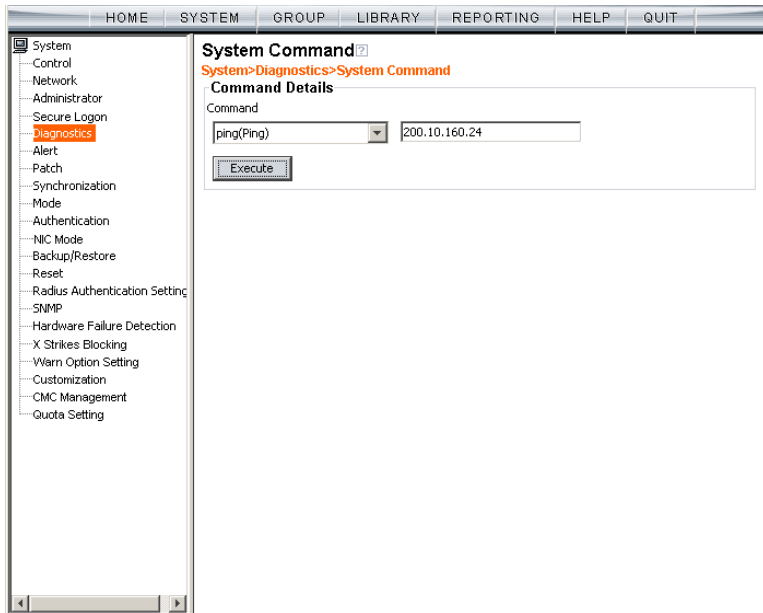 HOME SYSTEM GROUP LIBRARY REPORTING HELP QUIT
System
Control
Network
Administrator
Secure Logon
Diagnostics
Alert
Patch
Synchronization
Mode
Authentication
NIC Mode
Backup/Restore
Reset
Radius Authentication Setting
SNMP
Hardware Failure Detection
X Strikes Blocking
Warn Option Setting
Customization
CMC Management
Quota Setting
System Command?
System>Diagnostics>System Command
Command Details
Command
ping(Ping) 200.10.160.24
Execute